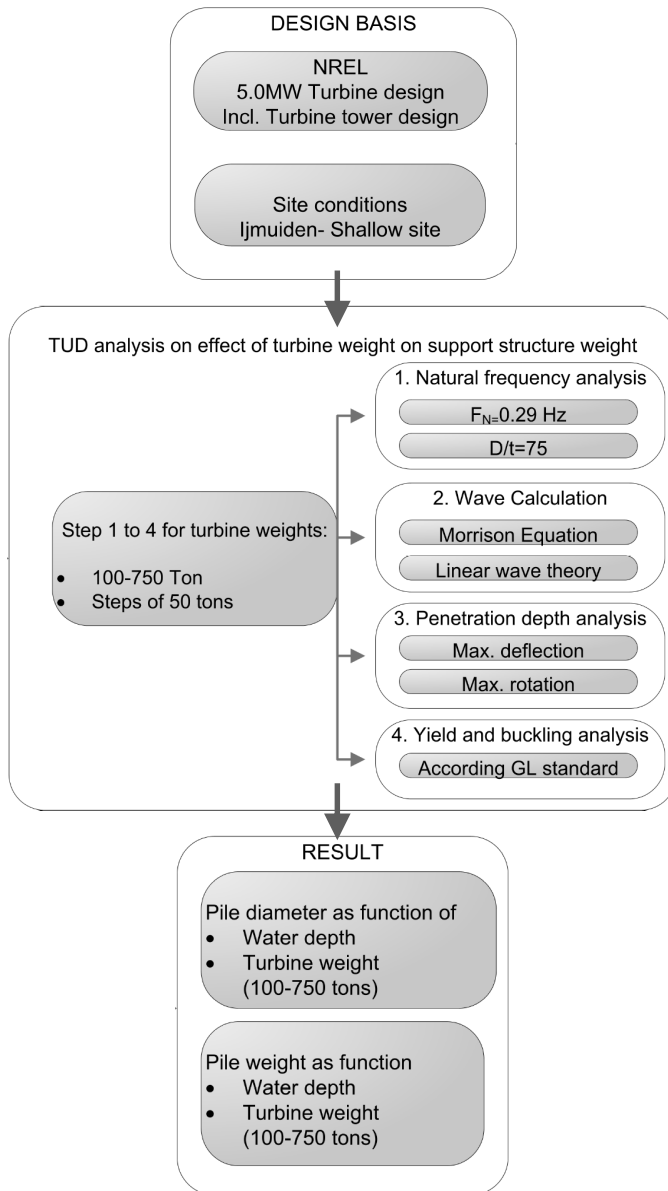 DESIGN BASIS
NREL
5.0MW Turbine design
Incl. Turbine tower design
Site conditions
Ijmuiden- Shallow site
TUD analysis on effect of turbine weight on support structure weight
Step 1 to 4 for turbine weights:
• 100-750 Ton
• Steps of 50 tons
1. Natural frequency analysis
FN=0.29 Hz
D/t=75
2. Wave Calculation
Morrison Equation
Linear wave theory
3. Penetration depth analysis
Max. deflection
Max. rotation
4. Yield and buckling analysis
According GL standard
RESULT
Pile diameter as function of
• Water depth
• Turbine weight
(100-750 tons)
Pile weight as function
• Water depth
• Turbine weight
(100-750 tons)